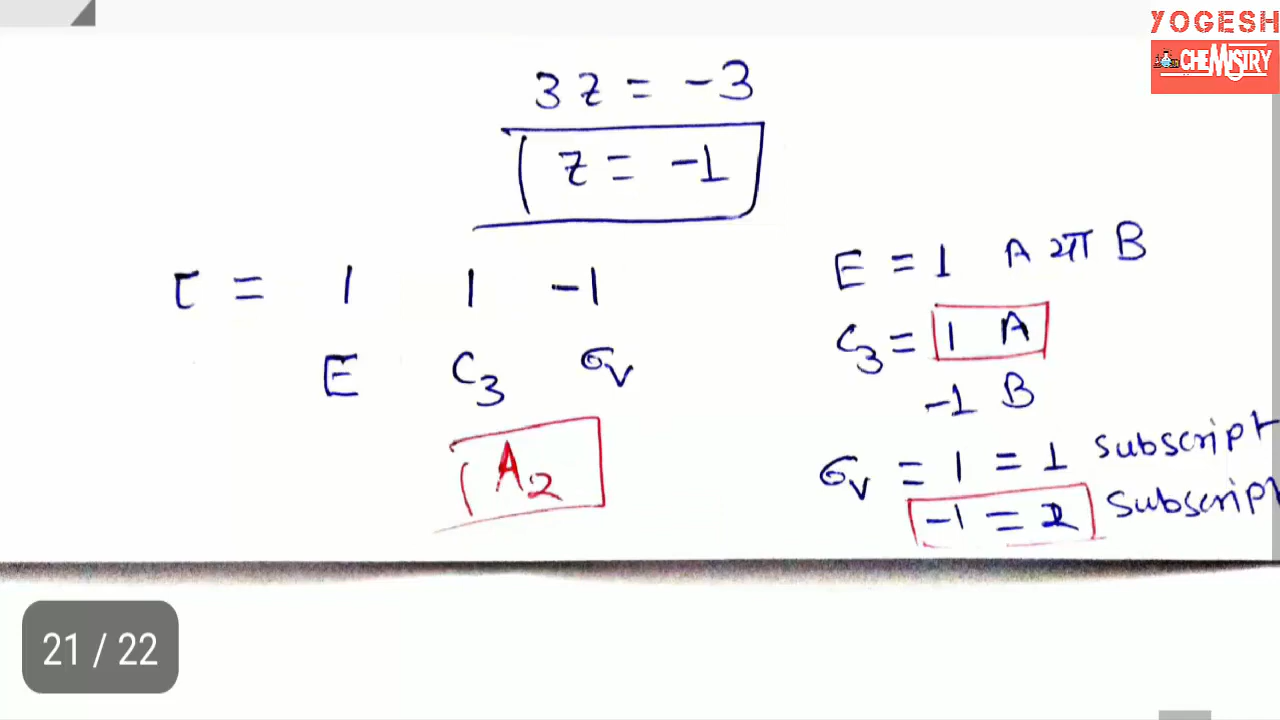 YOGESH
CHEMISTRY
3z = -3
z = -1
Γ = 1 1 -1
E C₃ σᵥ
A₂
E = 1 A या B
C₃ = 1 A
-1 B
σᵥ = 1 = 1 subscript
-1 = 2 subscript
21 / 22